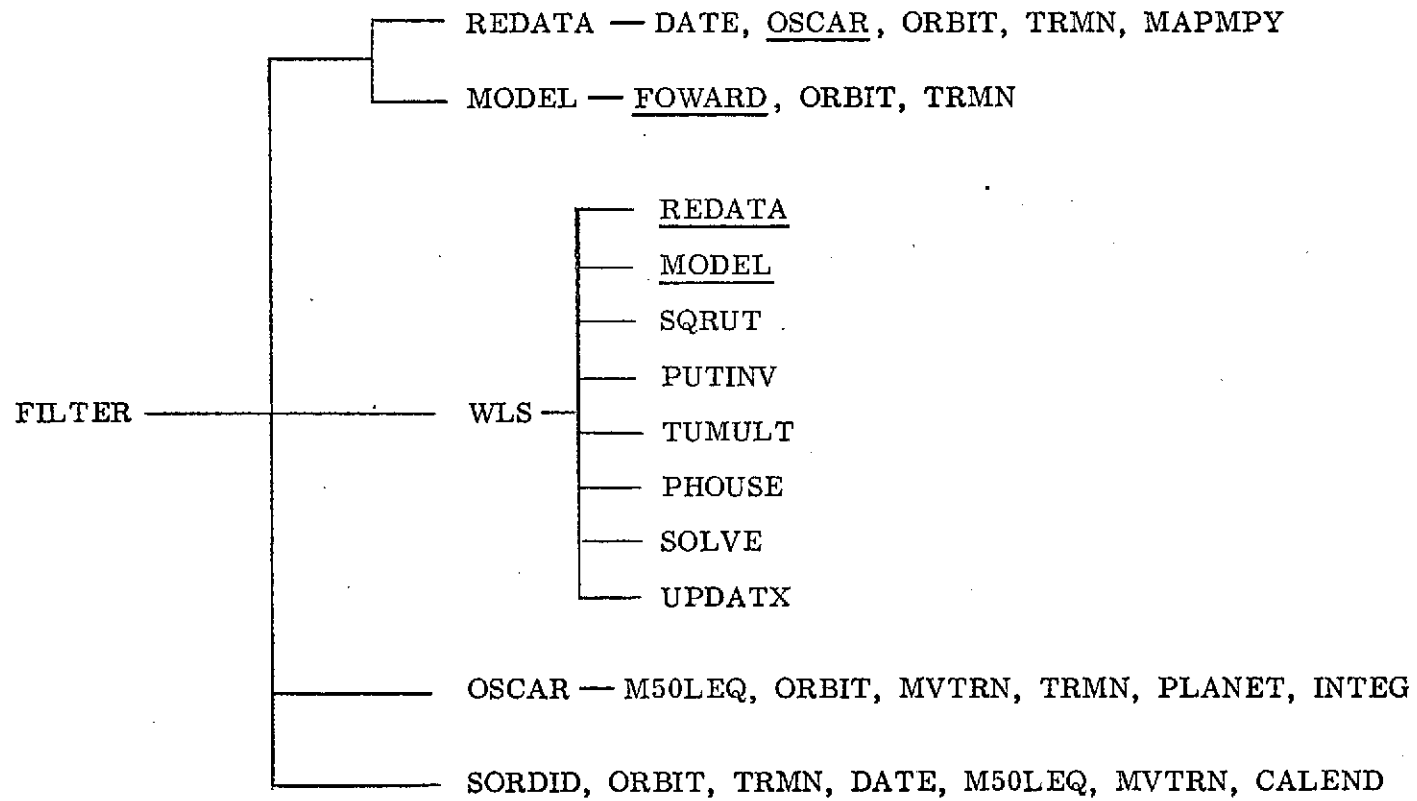 REDATA — DATE, OSCAR, ORBIT, TRMN, MAPMPY
MODEL — FOWARD, ORBIT, TRMN
REDATA
MODEL
SQRUT
PUTINV
FILTER
WLS
TUMULT
PHOUSE
SOLVE
UPDATX
OSCAR — M50LEQ, ORBIT, MVTRN, TRMN, PLANET, INTEG
SORDID, ORBIT, TRMN, DATE, M50LEQ, MVTRN, CALEND